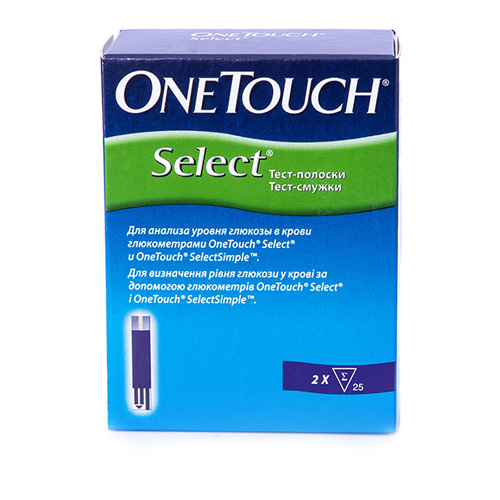 ONETOUCH®
Select®
Тест-полоски
Тест-смужки
Для анализа уровня глюкозы в крови
глюкометрами OneTouch® Select®
и OneTouch® SelectSimple™.
Для визначення рівня глюкози у крові за
допомогою глюкометрів OneTouch® Select®
і OneTouch® SelectSimple™.
2 X Σ 25